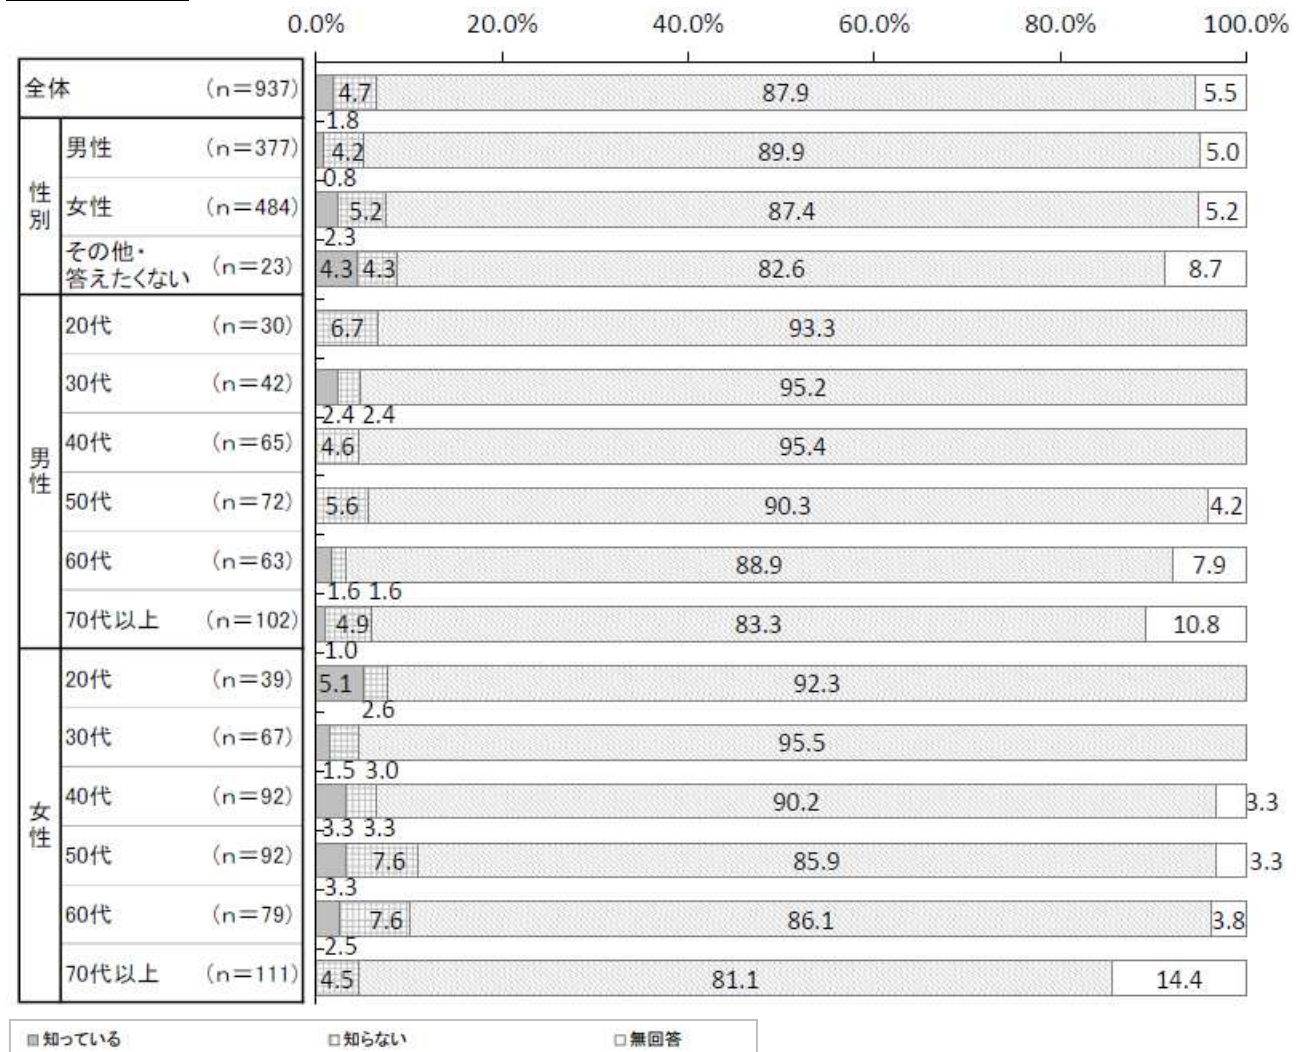 0.0% 20.0% 40.0% 60.0% 80.0% 100.0%
全体 (n=937) 4.7 87.9 5.5
1.8
性別
男性 (n=377) 4.2 89.9 5.0
0.8
女性 (n=484) 5.2 87.4 5.2
2.3
その他・
答えたくない (n=23) 4.3 4.3 82.6 8.7
男性
20代 (n=30) 6.7 93.3
30代 (n=42) 95.2
2.4 2.4
40代 (n=65) 4.6 95.4
50代 (n=72) 5.6 90.3 4.2
60代 (n=63) 88.9 7.9
1.6 1.6
70代以上 (n=102) 4.9 83.3 10.8
1.0
女性
20代 (n=39) 5.1 92.3
2.6
30代 (n=67) 95.5
1.5 3.0
40代 (n=92) 90.2 3.3
3.3 3.3
50代 (n=92) 7.6 85.9 3.3
3.3
60代 (n=79) 7.6 86.1 3.8
2.5
70代以上 (n=111) 4.5 81.1 14.4
知っている 知らない 無回答